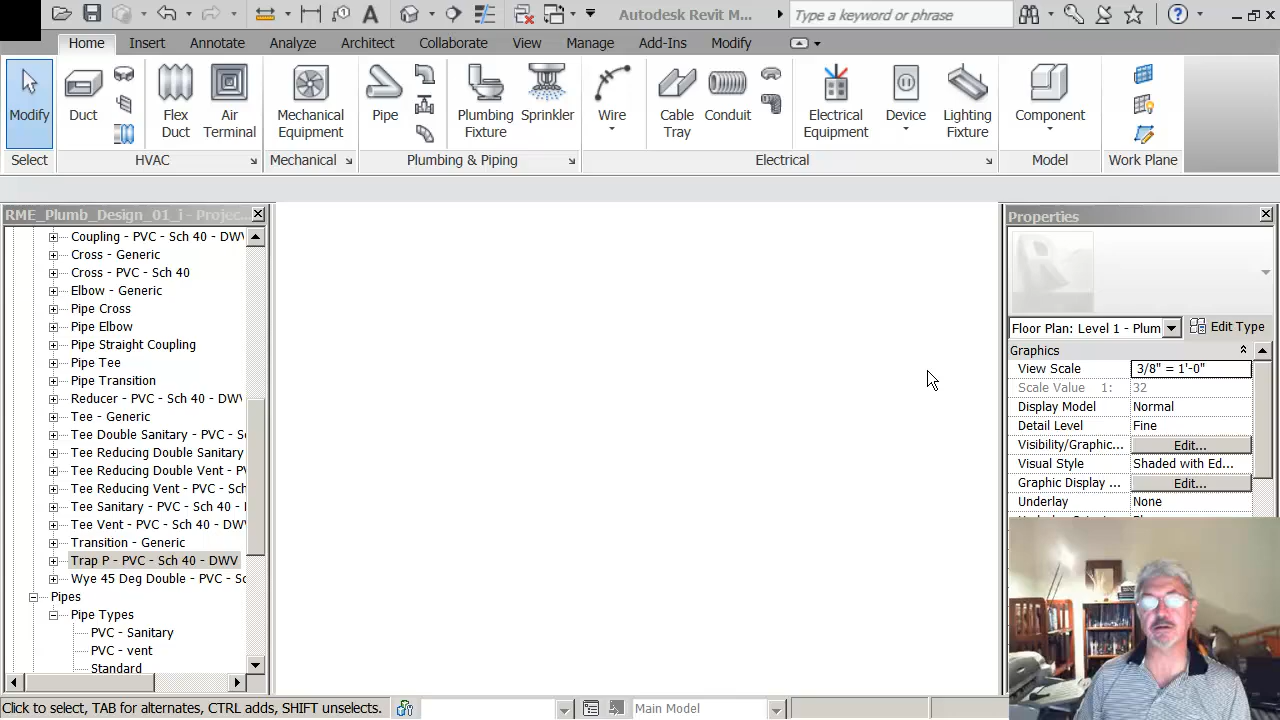 Autodesk Revit M...
Type a keyword or phrase
Home Insert Annotate Analyze Architect Collaborate View Manage Add-Ins Modify
Modify Duct Flex Duct Air Terminal Mechanical Equipment Pipe Plumbing Fixture Sprinkler Wire Cable Tray Conduit Electrical Equipment Device Lighting Fixture Component
Select HVAC Mechanical Plumbing & Piping Electrical Model Work Plane
RME_Plumb_Design_01_i - Projec...
Coupling - PVC - Sch 40 - DWV
Cross - Generic
Cross - PVC - Sch 40
Elbow - Generic
Pipe Cross
Pipe Elbow
Pipe Straight Coupling
Pipe Tee
Pipe Transition
Reducer - PVC - Sch 40 - DWV
Tee - Generic
Tee Double Sanitary - PVC - S
Tee Reducing Double Sanitary
Tee Reducing Double Vent - PV
Tee Reducing Vent - PVC - Sch
Tee Sanitary - PVC - Sch 40 -
Tee Vent - PVC - Sch 40 - DWV
Transition - Generic
Trap P - PVC - Sch 40 - DWV
Wye 45 Deg Double - PVC - Sc
Pipes
Pipe Types
PVC - Sanitary
PVC - vent
Standard
Properties
Floor Plan: Level 1 - Plum Edit Type
Graphics
View Scale 3/8" = 1'-0"
Scale Value 1: 32
Display Model Normal
Detail Level Fine
Visibility/Graphic... Edit...
Visual Style Shaded with Ed...
Graphic Display ... Edit...
Underlay None
Click to select, TAB for alternates, CTRL adds, SHIFT unselects.
Main Model